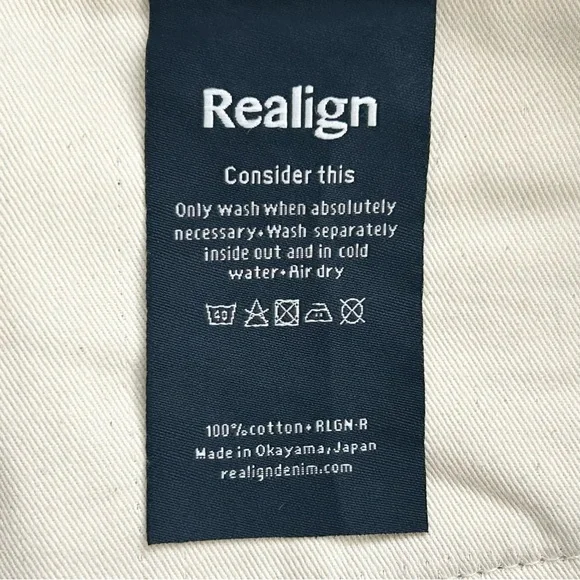 Realign
Consider this
Only wash when absolutely
necessary • Wash separately
inside out and in cold
water • Air dry
40
100% cotton • RLGN-R
Made in Okayama, Japan
realigndenim.com